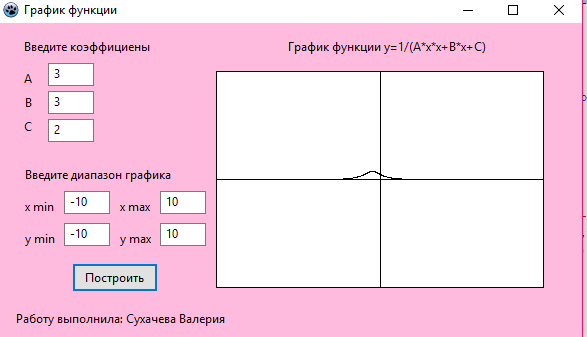 График функции
Введите коэффициены
График функции y=1/(A*x*x+B*x+C)
A 3
B 3
C 2
Введите диапазон графика
x min -10 x max 10
y min -10 y max 10
Построить
Работу выполнила: Сухачева Валерия